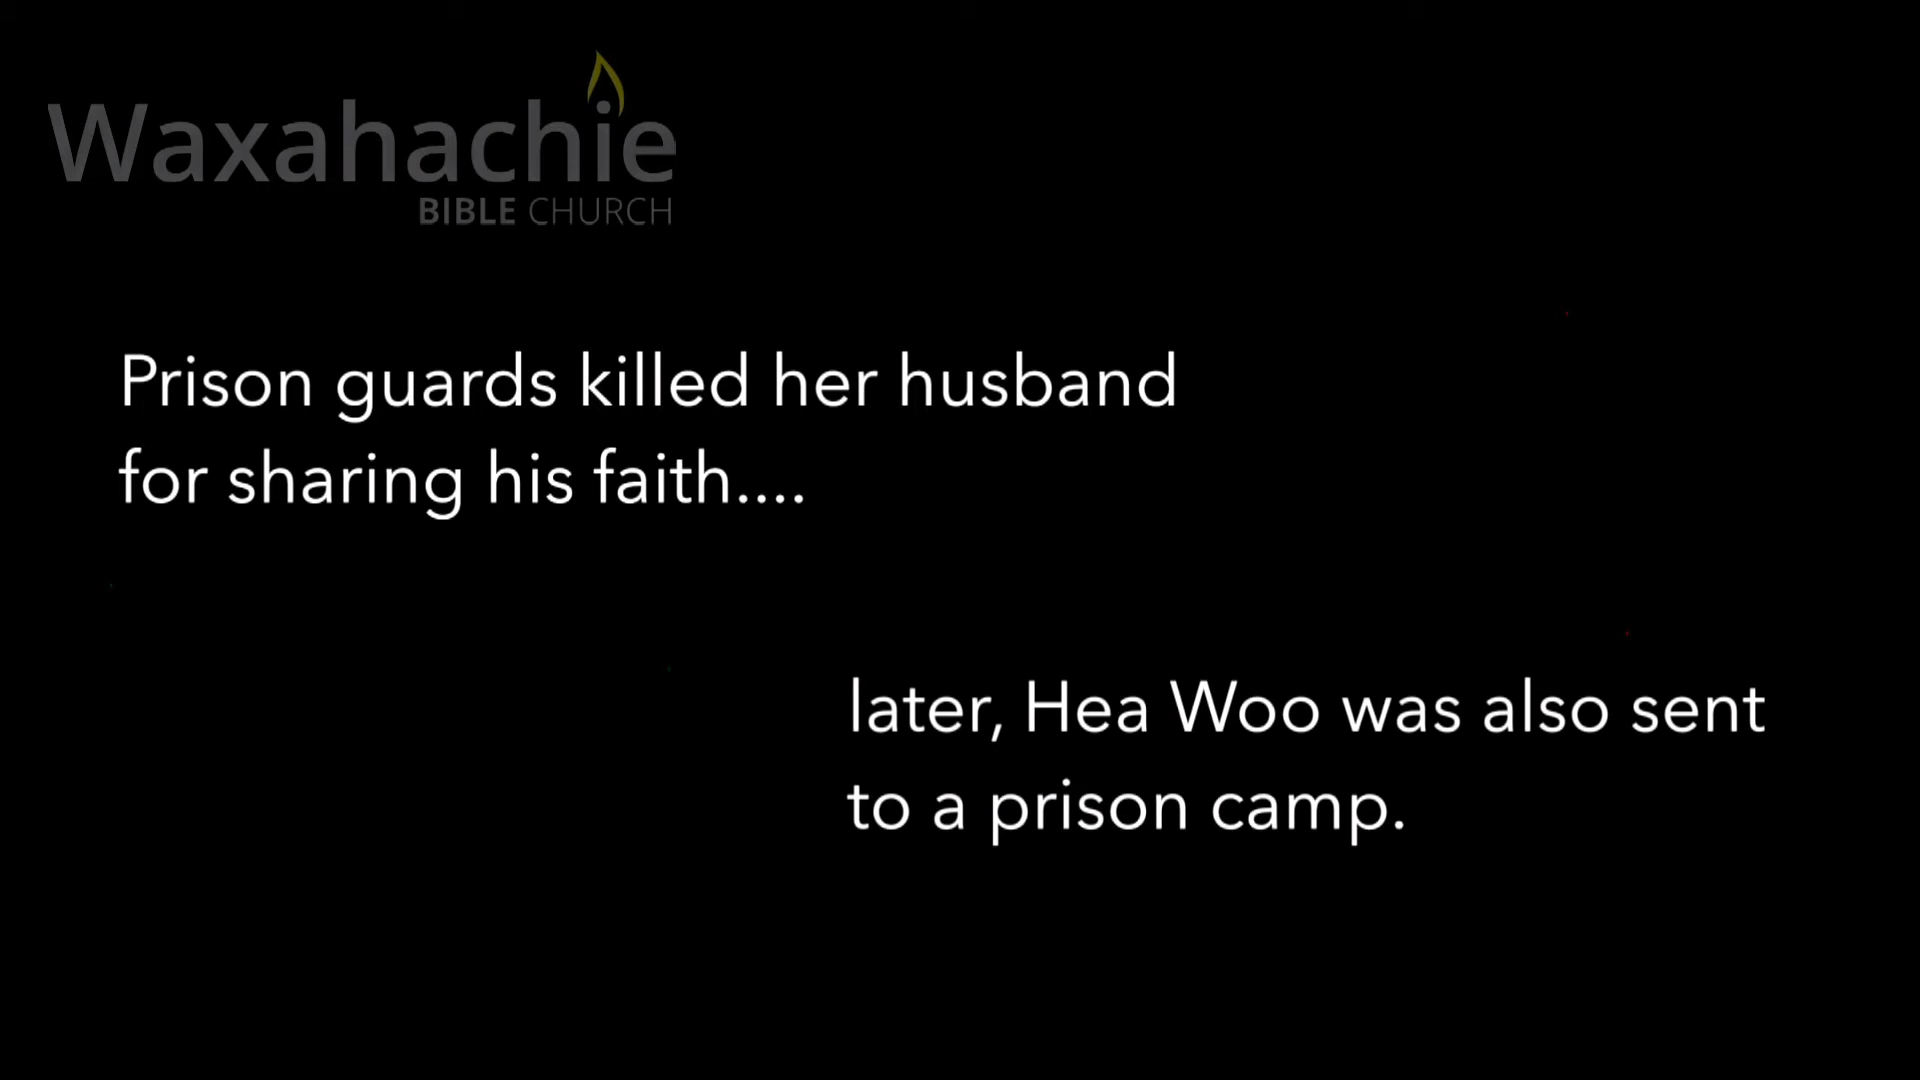 Waxahachie
BIBLE CHURCH
Prison guards killed her husband
for sharing his faith....
later, Hea Woo was also sent
to a prison camp.